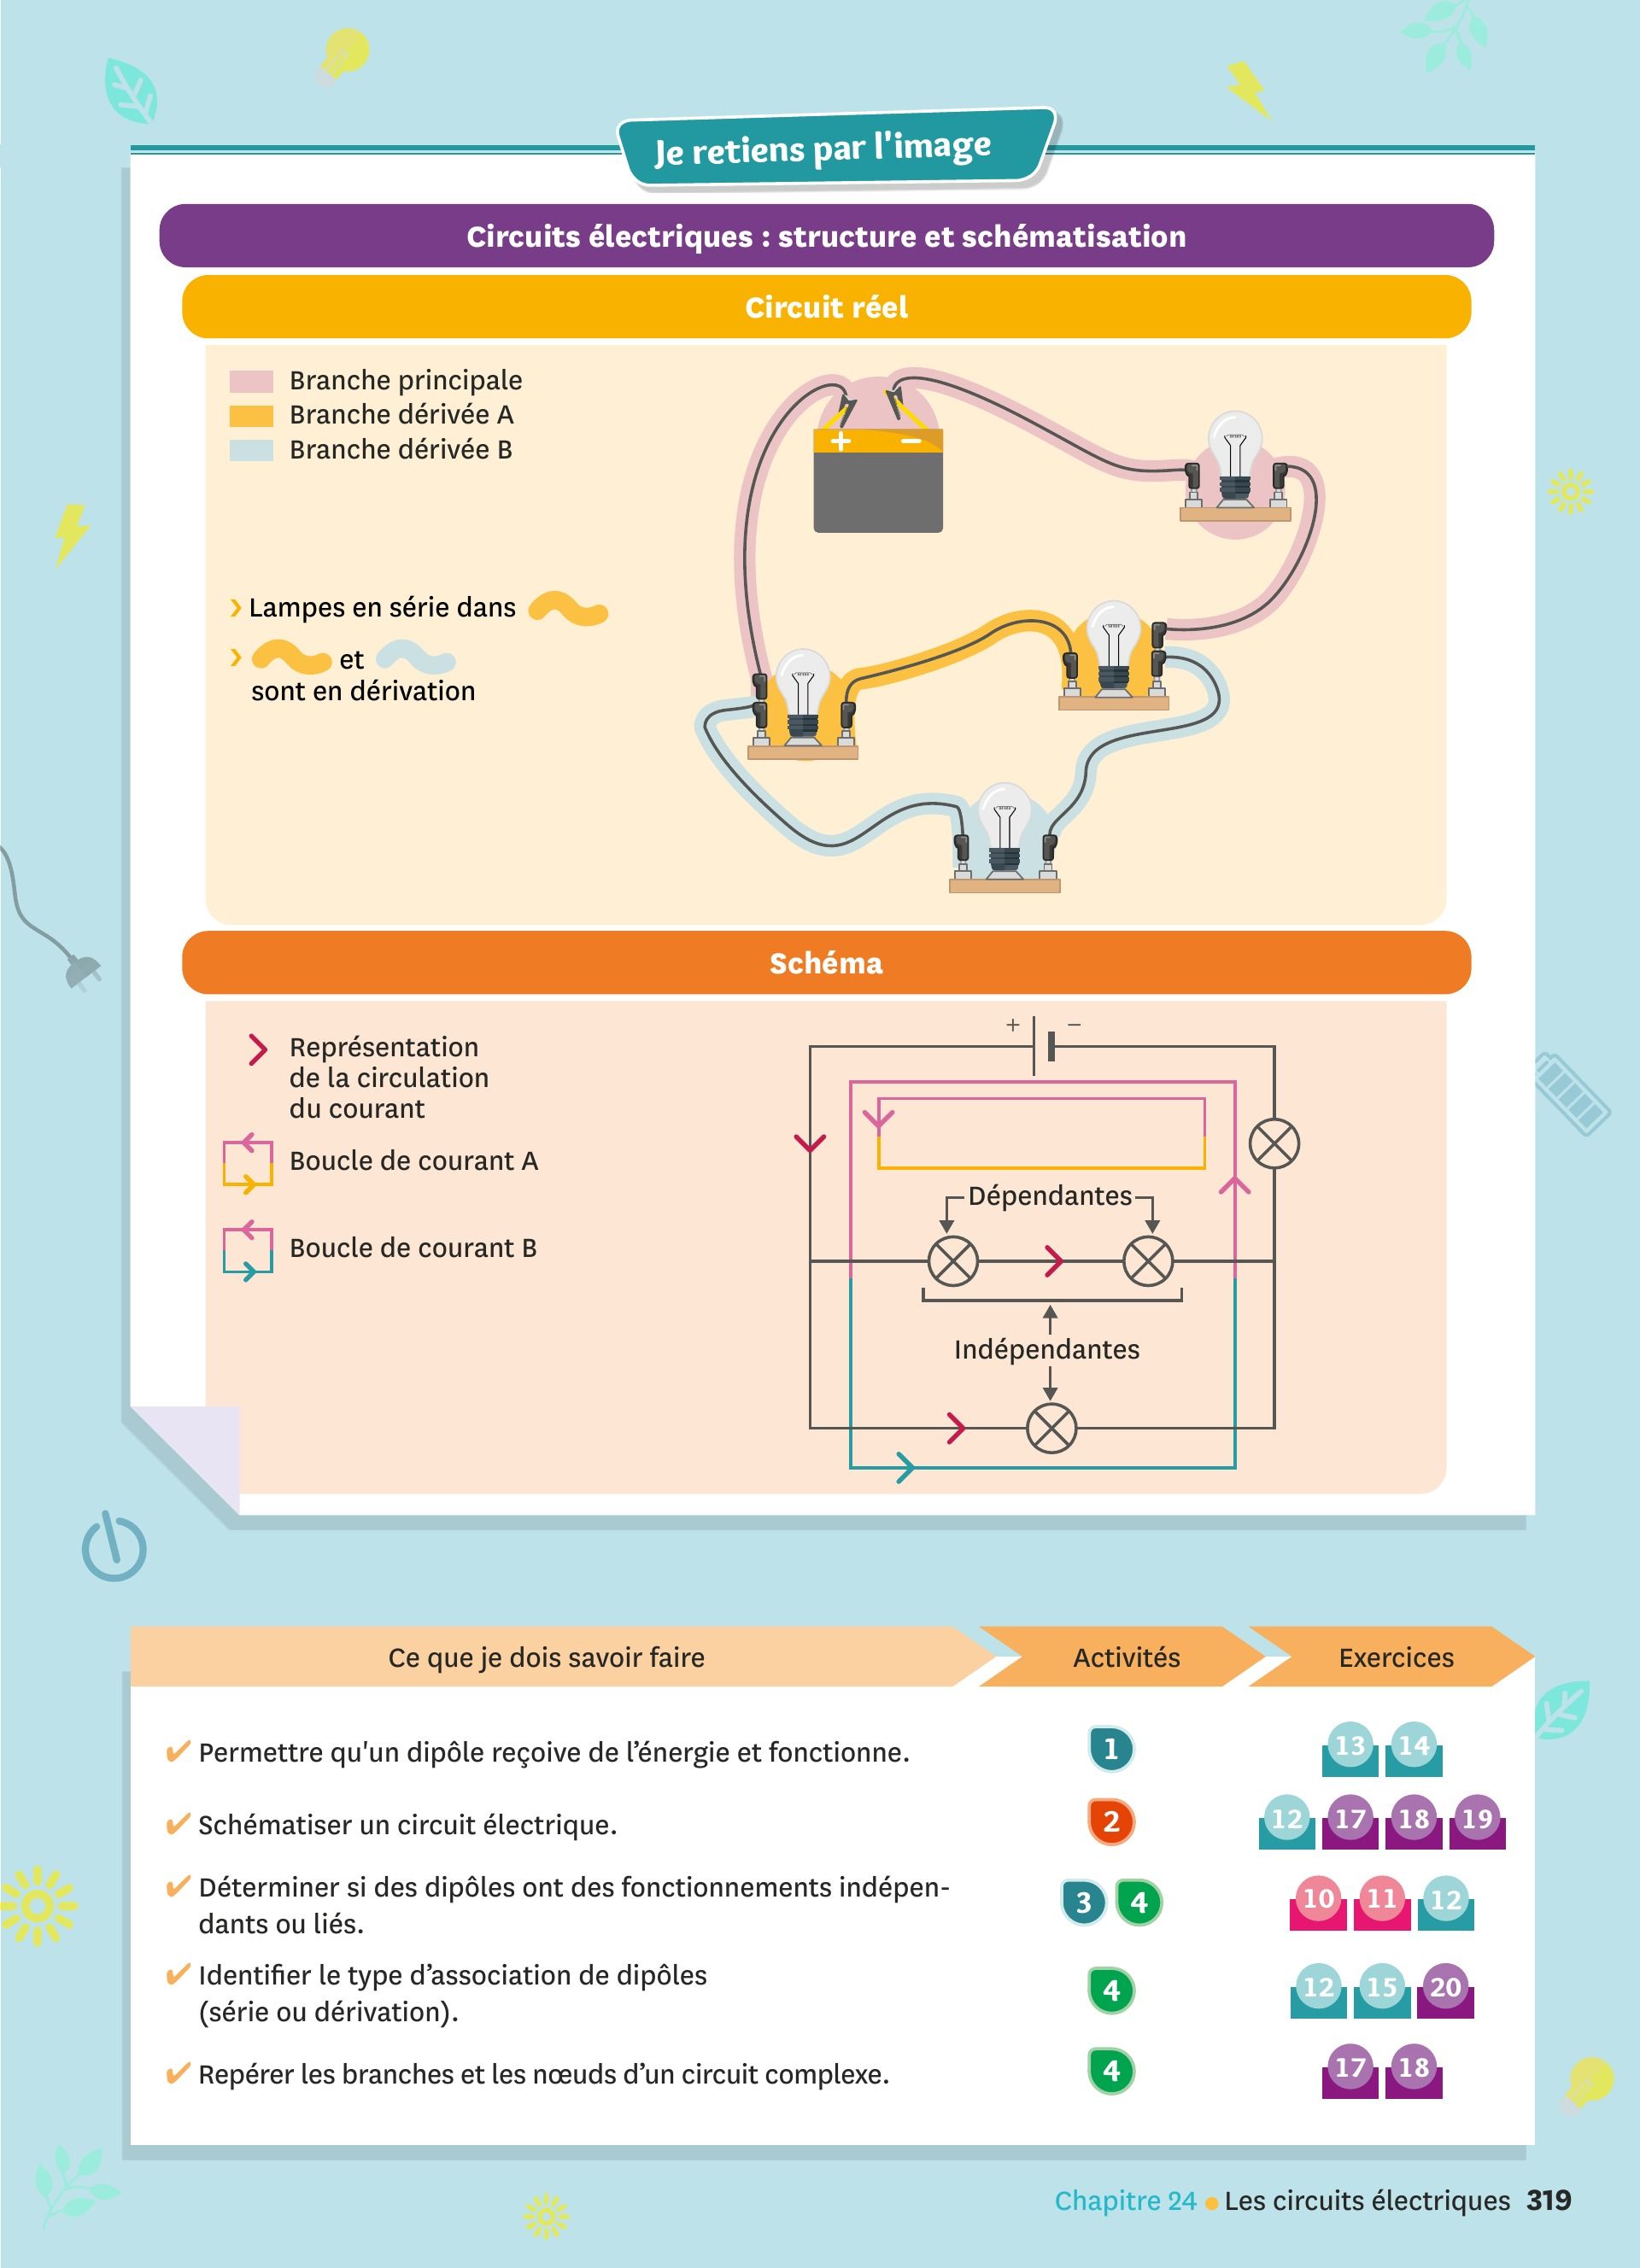 Je retiens par l'image
Circuits électriques : structure et schématisation
Circuit réel
Branche principale
Branche dérivée A
Branche dérivée B
+ −
› Lampes en série dans
› et
sont en dérivation
Schéma
Représentation
de la circulation
du courant
Boucle de courant A
Boucle de courant B
+ −
Dépendantes
Indépendantes
Ce que je dois savoir faire Activités Exercices
✔ Permettre qu'un dipôle reçoive de l’énergie et fonctionne. 1 13 14
✔ Schématiser un circuit électrique. 2 12 17 18 19
✔ Déterminer si des dipôles ont des fonctionnements indépen-
dants ou liés. 3 4 10 11 12
✔ Identifier le type d’association de dipôles
(série ou dérivation). 4 12 15 20
✔ Repérer les branches et les nœuds d’un circuit complexe. 4 17 18
Chapitre 24 ● Les circuits électriques 319